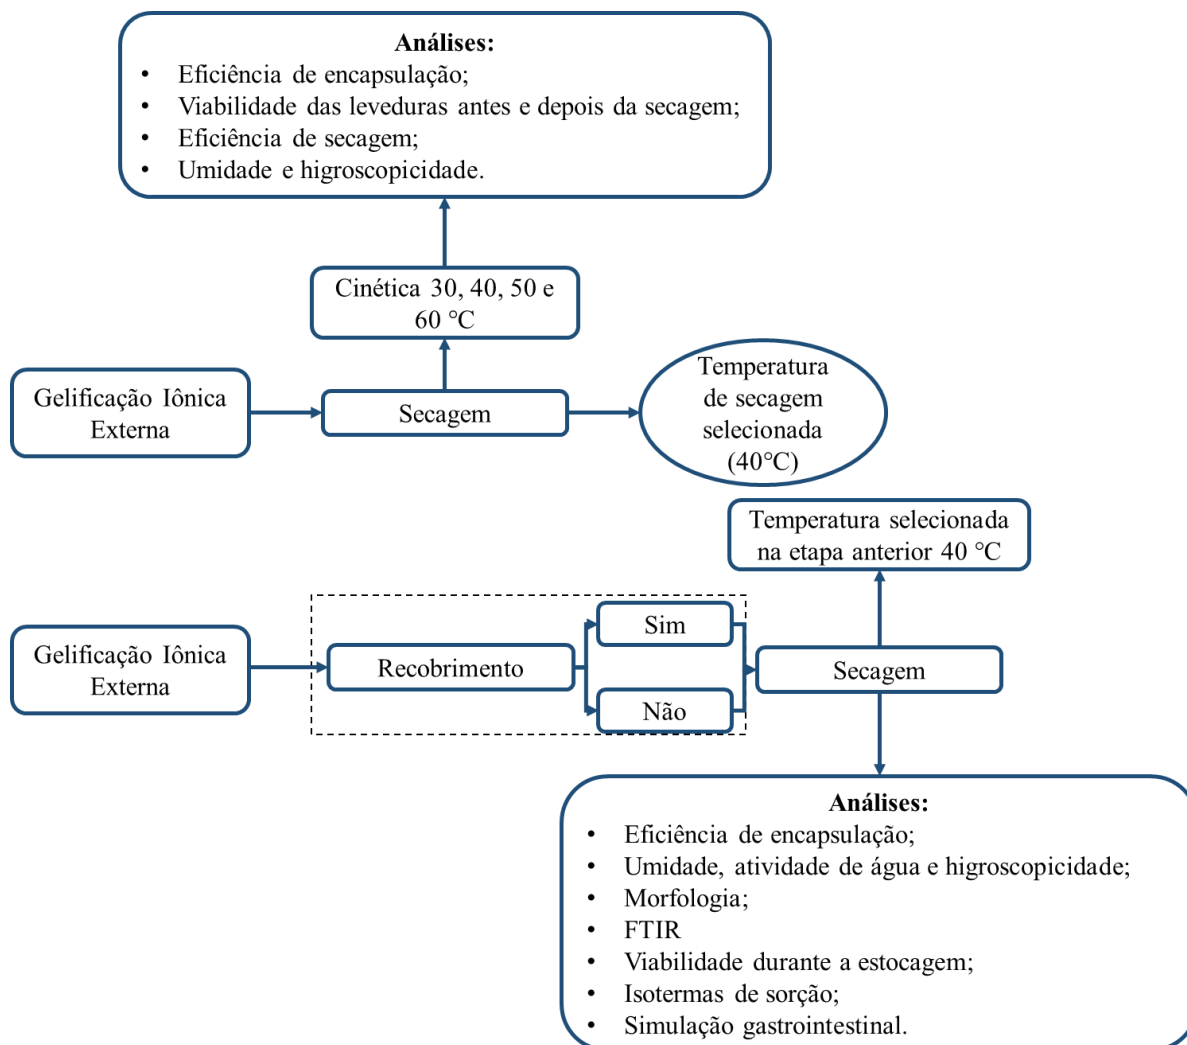 Análises:
• Eficiência de encapsulação;
• Viabilidade das leveduras antes e depois da secagem;
• Eficiência de secagem;
• Umidade e higroscopicidade.
Cinética 30, 40, 50 e
60 °C
Gelificação Iônica
Externa
Secagem
Temperatura
de secagem
selecionada
(40°C)
Temperatura selecionada
na etapa anterior 40 °C
Gelificação Iônica
Externa
Recobrimento
Sim
Não
Secagem
Análises:
• Eficiência de encapsulação;
• Umidade, atividade de água e higroscopicidade;
• Morfologia;
• FTIR
• Viabilidade durante a estocagem;
• Isotermas de sorção;
• Simulação gastrointestinal.